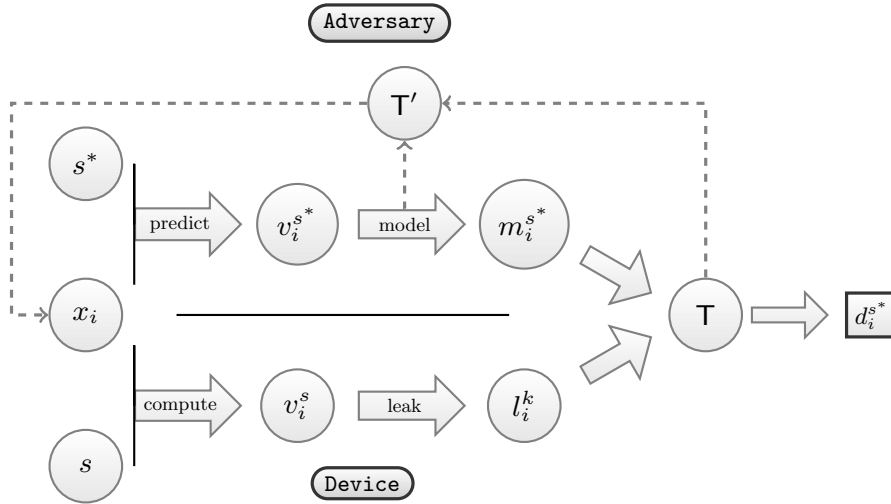 Adversary
T′
s*
predict
v_i^{s*}
model
m_i^{s*}
x_i
T
d_i^{s*}
compute
v_i^s
leak
l_i^k
s
Device